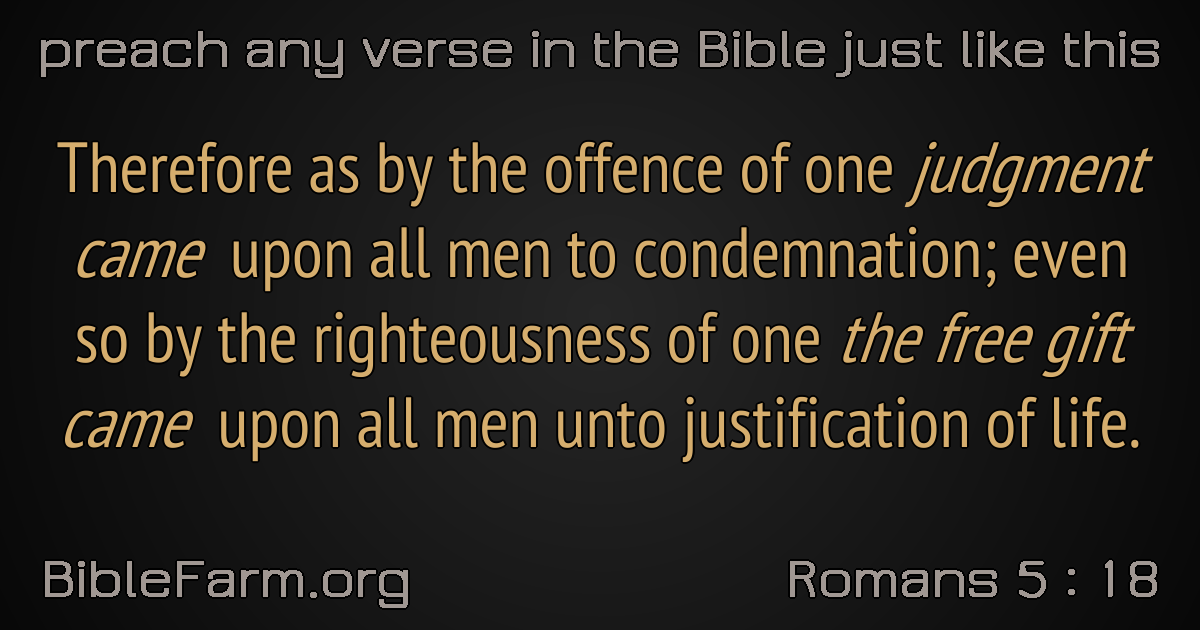 preach any verse in the Bible just like this
Therefore as by the offence of one judgment
came upon all men to condemnation; even
so by the righteousness of one the free gift
came upon all men unto justification of life.
BibleFarm.org
Romans 5 : 18